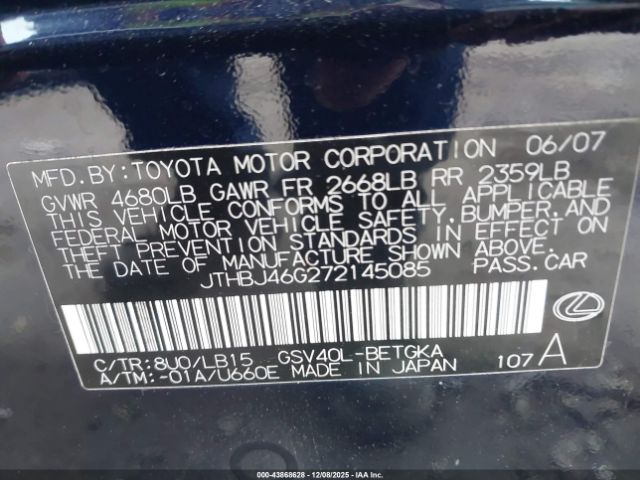 MFD.BY:TOYOTA MOTOR CORPORATION 06/07
GVWR 4680LB GAWR FR 2668LB RR 2359LB
THIS VEHICLE CONFORMS TO ALL APPLICABLE
FEDERAL MOTOR VEHICLE SAFETY,BUMPER,AND
THEFT PREVENTION STANDARDS IN EFFECT ON
THE DATE OF MANUFACTURE SHOWN ABOVE.
JTHBJ46G272145085 PASS.CAR
C/TR:8U0/LB15 GSV40L-BETGKA
A/TM:-01A/U660E MADE IN JAPAN 107 A
000-43868628 - 12/08/2025 - IAA Inc.